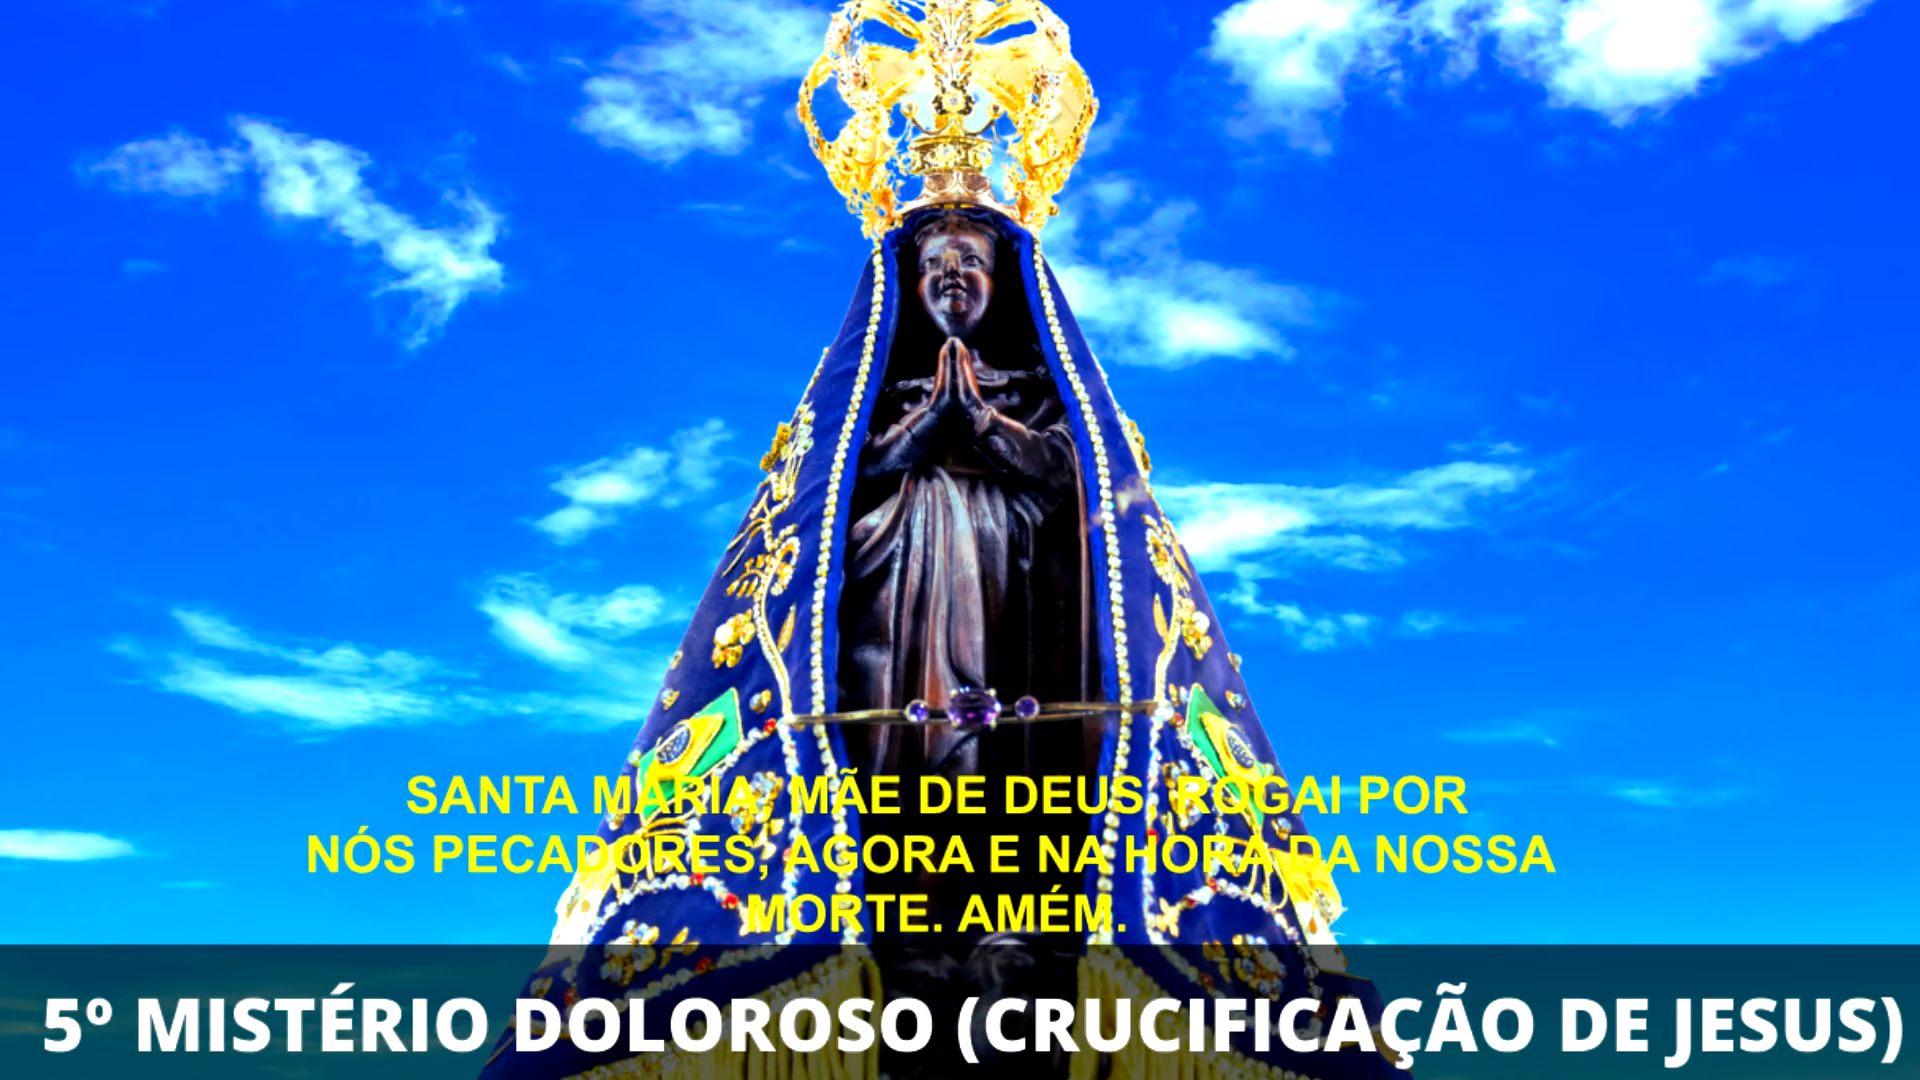 SANTA MARIA, MÃE DE DEUS, ROGAI POR
NÓS PECADORES, AGORA E NA HORA DA NOSSA
MORTE. AMÉM.
5º MISTÉRIO DOLOROSO (CRUCIFICAÇÃO DE JESUS)